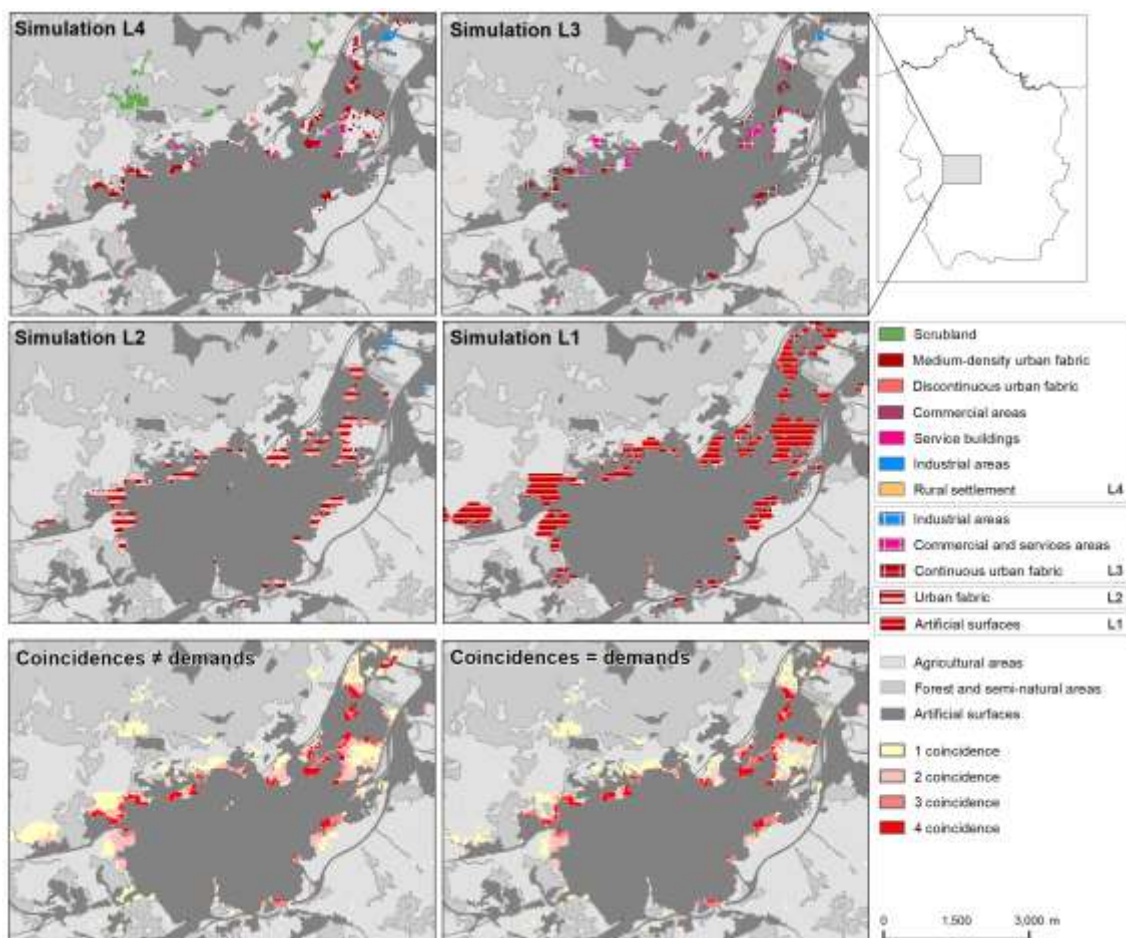 Simulation L4
Simulation L3
Simulation L2
Simulation L1
Scrubland
Medium-density urban fabric
Discontinuous urban fabric
Commercial areas
Service buildings
Industrial areas
Rural settlement L4
Industrial areas
Commercial and services areas
Continuous urban fabric L3
Urban fabric L2
Artificial surfaces L1
Coincidences ≠ demands
Coincidences = demands
Agricultural areas
Forest and semi-natural areas
Artificial surfaces
1 coincidence
2 coincidence
3 coincidence
4 coincidence
0 1,500 3,000 m